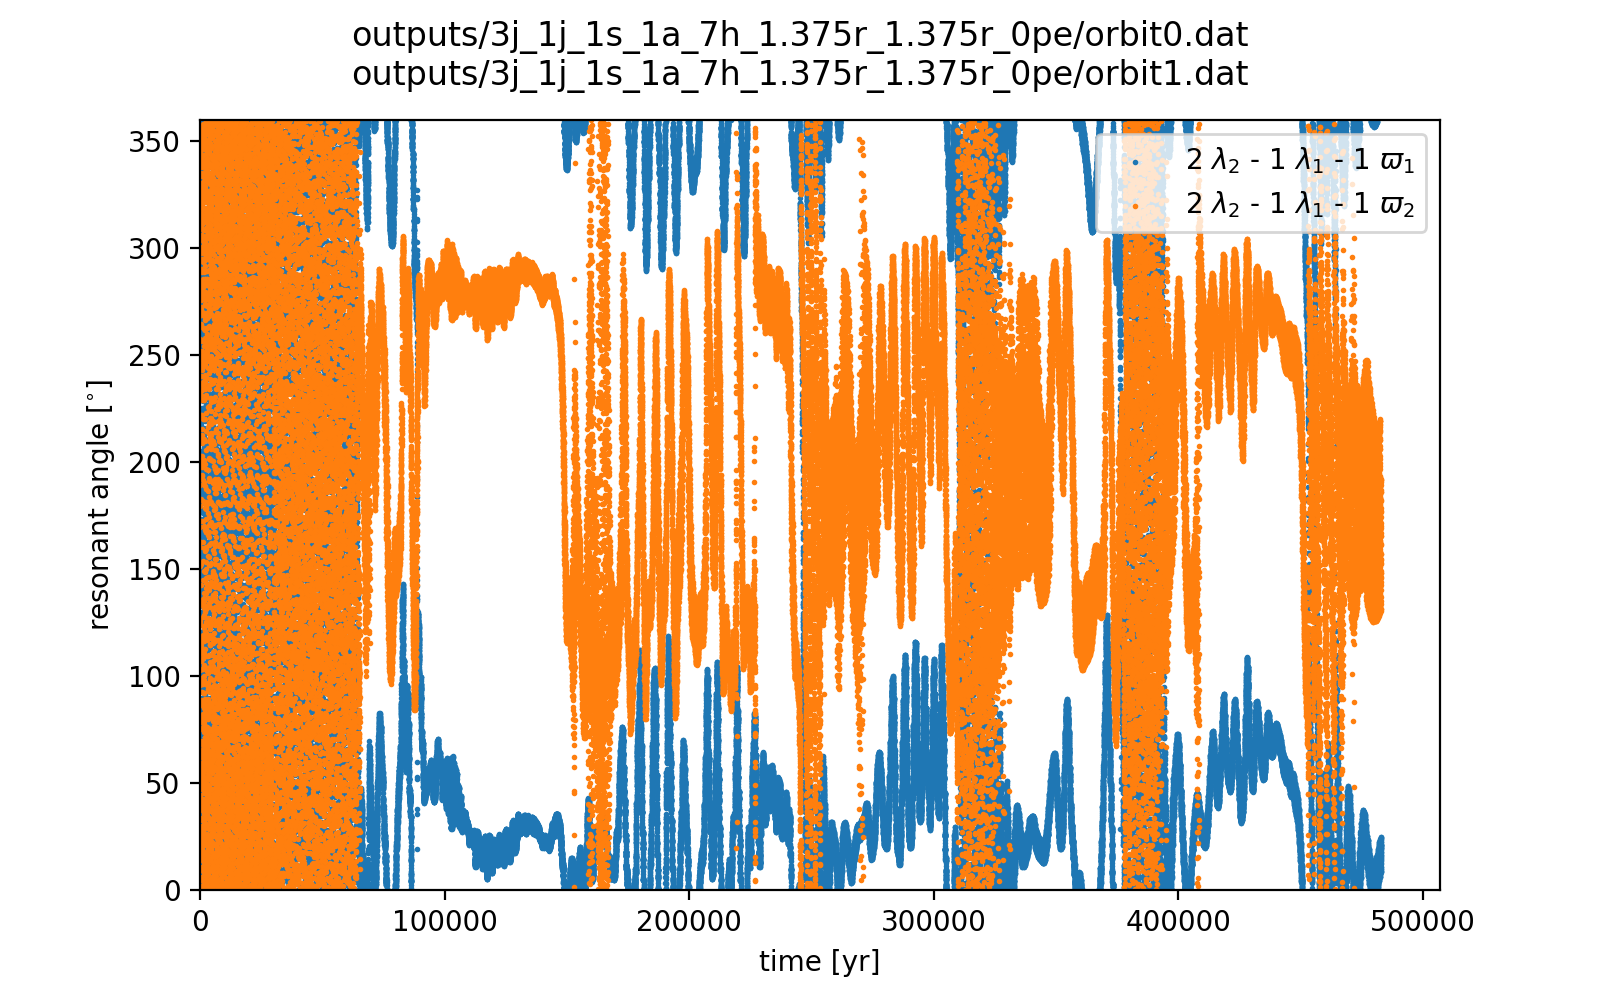 outputs/3j_1j_1s_1a_7h_1.375r_1.375r_0pe/orbit0.dat
outputs/3j_1j_1s_1a_7h_1.375r_1.375r_0pe/orbit1.dat
2 λ₂ - 1 λ₁ - 1 ϖ₁
2 λ₂ - 1 λ₁ - 1 ϖ₂
350
300
250
200
150
100
50
0
resonant angle [°]
0 100000 200000 300000 400000 500000
time [yr]